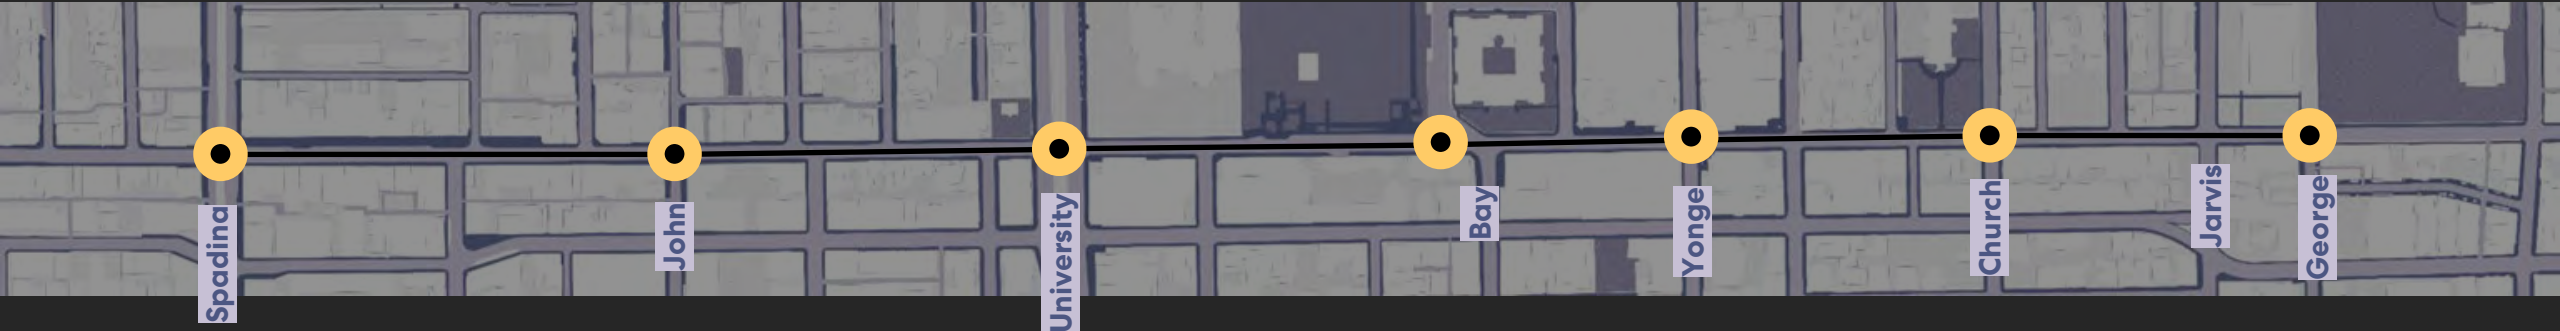 Spadina
John
University
Bay
Yonge
Church
Jarvis
George